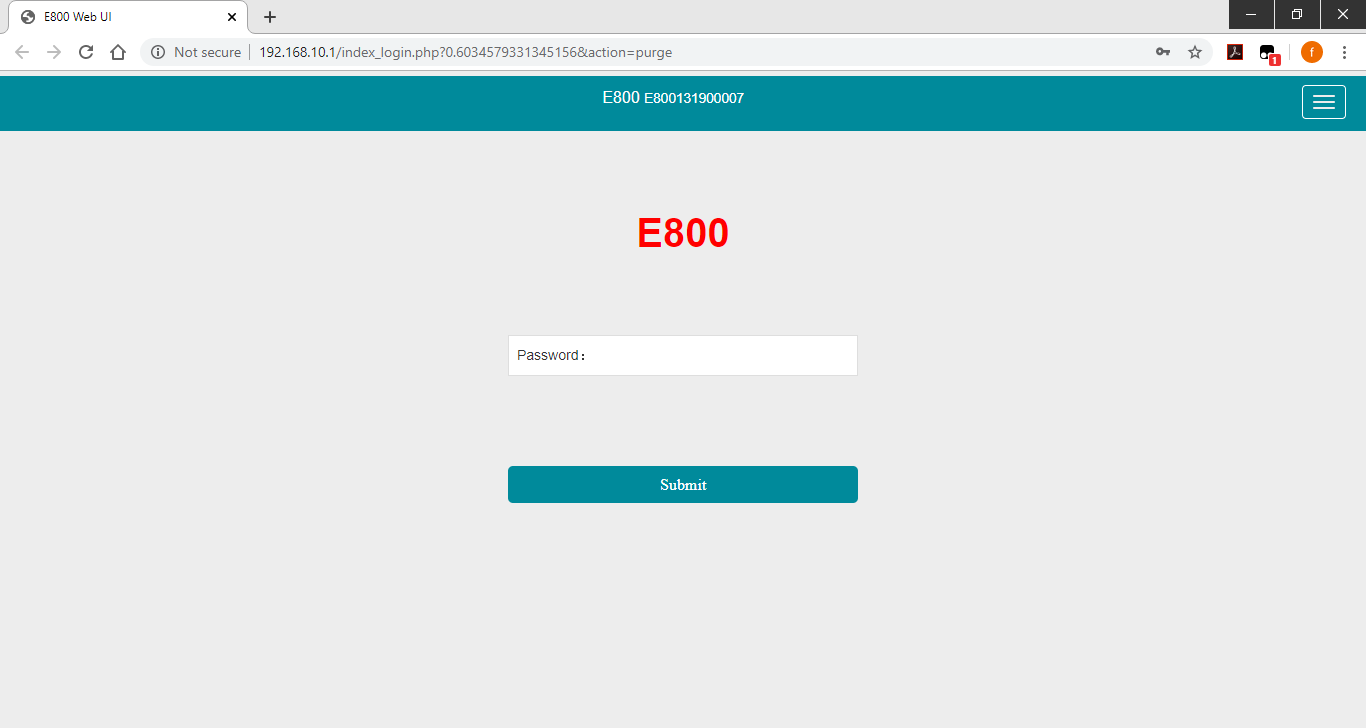 E800 Web UI
Not secure 192.168.10.1/index_login.php?0.6034579331345156&action=purge
1
f
E800 E800131900007
E800
Password：
Submit